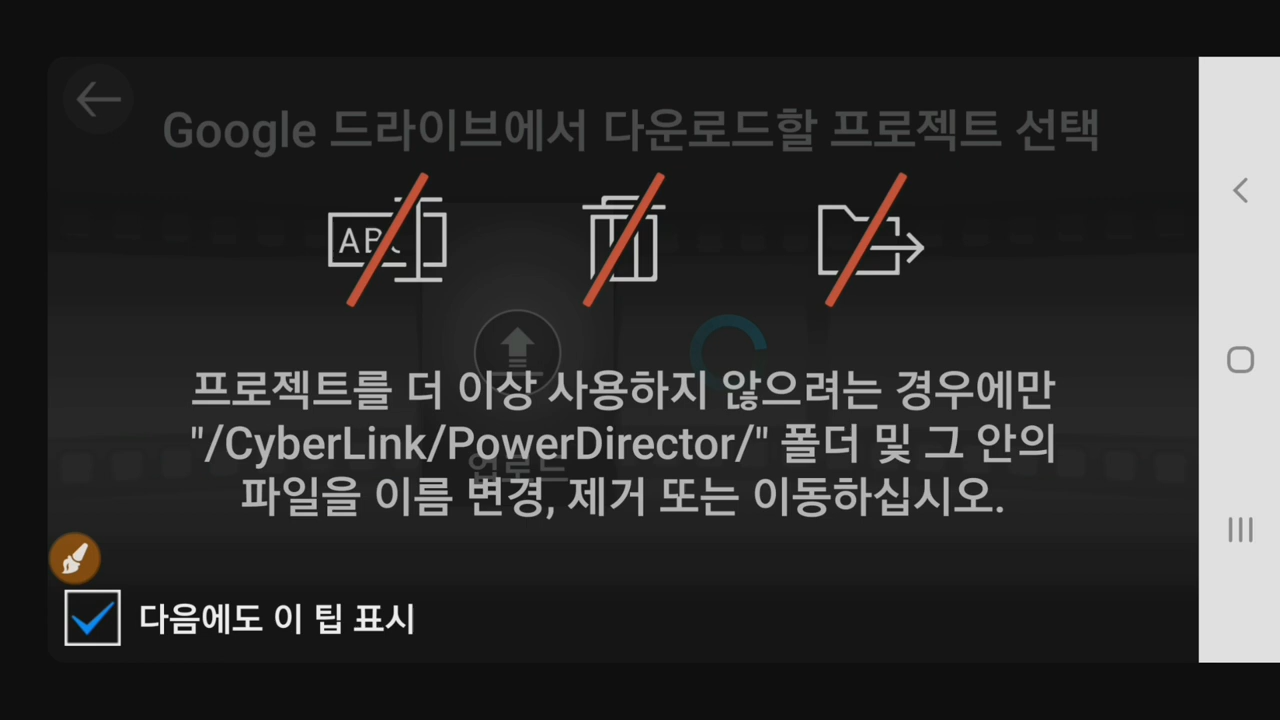 Google 드라이브에서 다운로드할 프로젝트 선택
ABC
프로젝트를 더 이상 사용하지 않으려는 경우에만
"/CyberLink/PowerDirector/" 폴더 및 그 안의
업로드
파일을 이름 변경, 제거 또는 이동하십시오.
다음에도 이 팁 표시